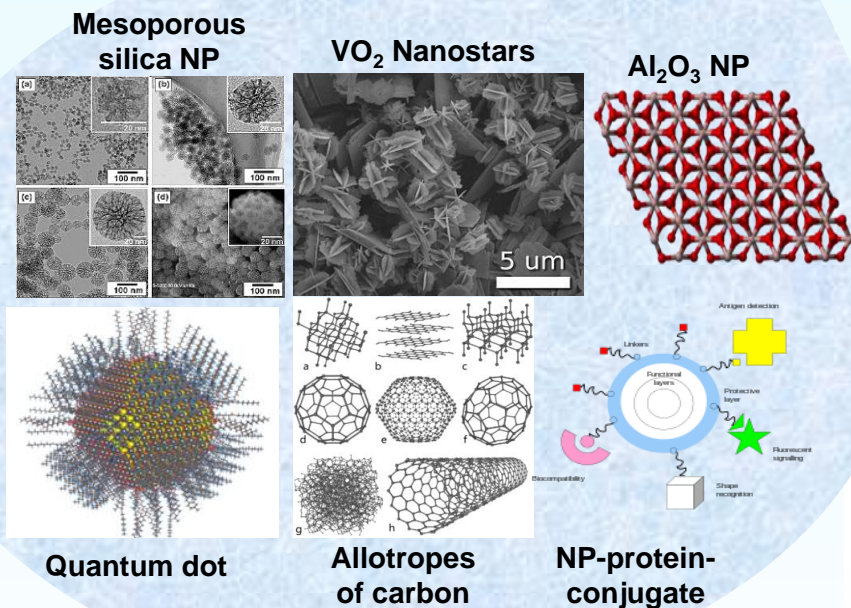 Mesoporous
silica NP
VO₂ Nanostars
Al₂O₃ NP
(a)
20 nm
100 nm
(b)
20 nm
100 nm
(c)
20 nm
100 nm
(d)
20 nm
100 nm
5 um
a
b
c
d
e
f
g
h
Antigen detection
Linkers
Functional
layers
Protective
layer
Fluorescent
signalling
Biocompatibility
Shape
recognition
Quantum dot
Allotropes
of carbon
NP-protein-
conjugate